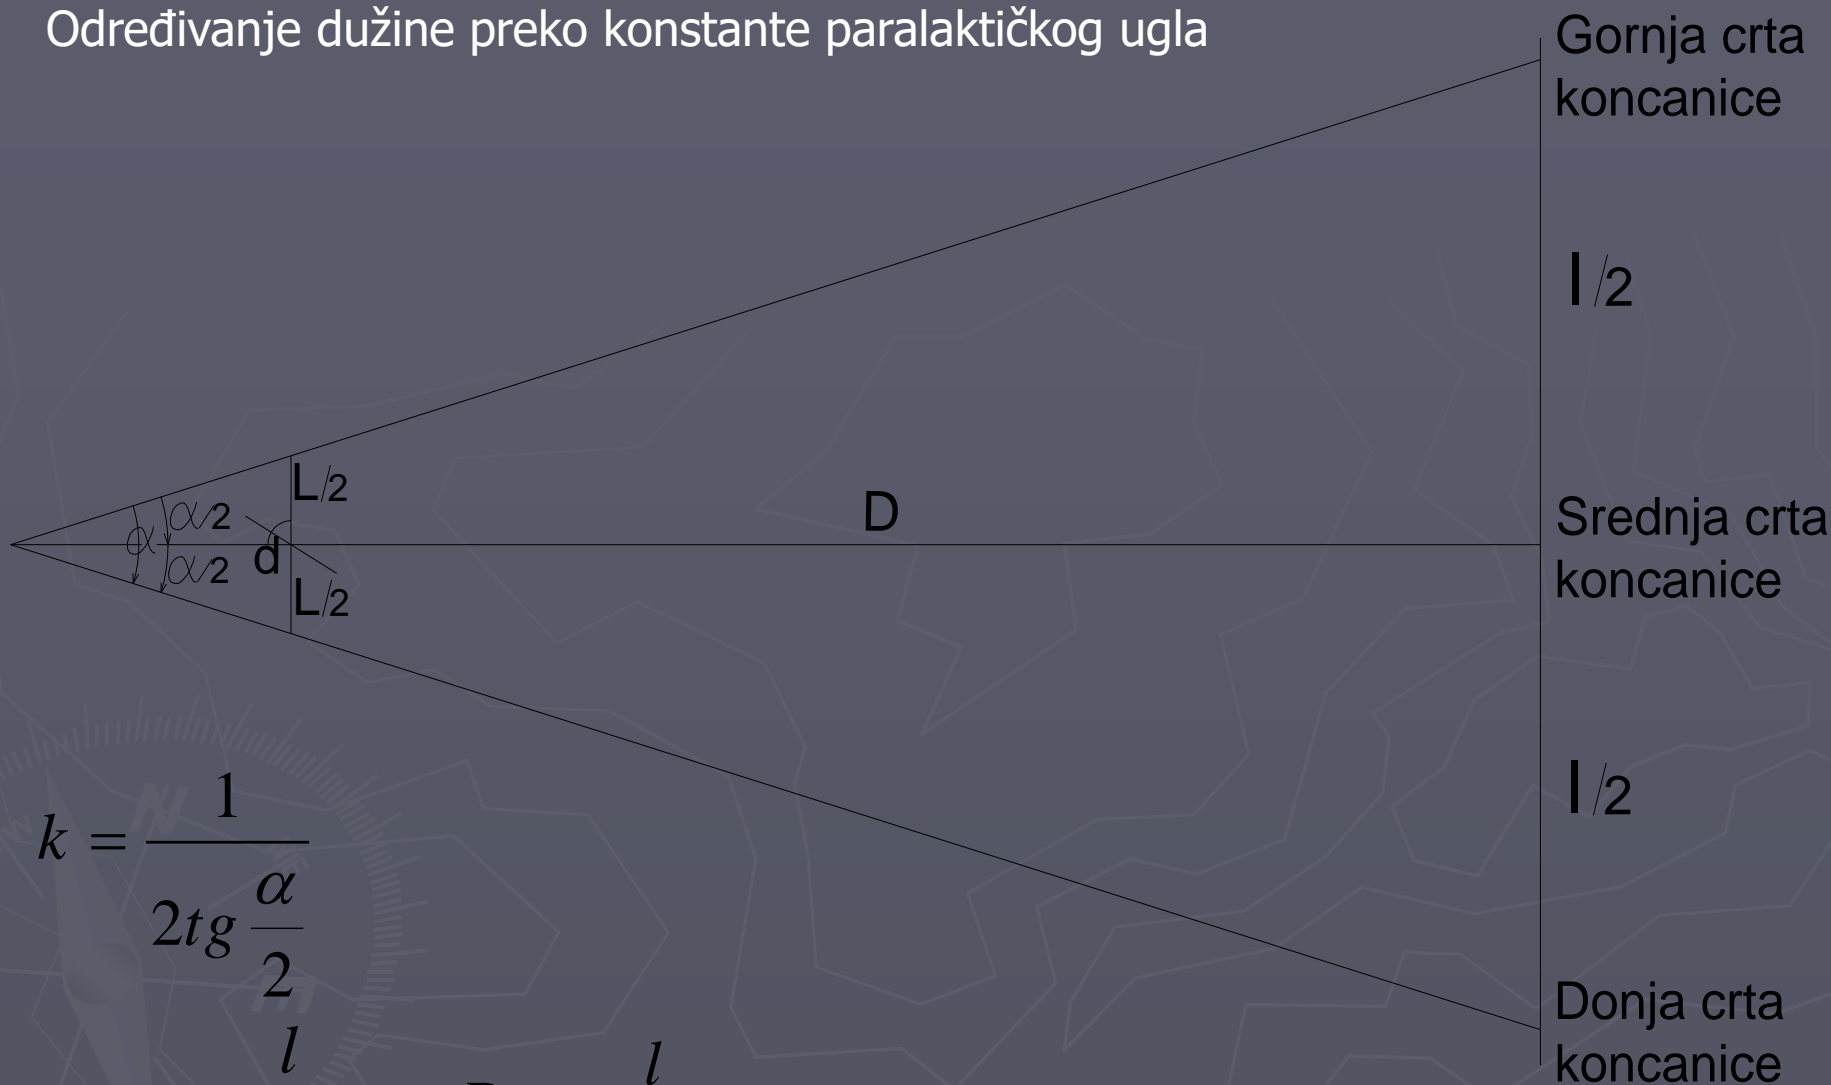 Određivanje dužine preko konstante paralaktičkog ugla
Gornja crta
koncanice
l/2
L/2
α/2
α
D
Srednja crta
koncanice
α/2
d
L/2
l/2
k = 1 / (2tg α/2)
Donja crta
koncanice
l
l
N